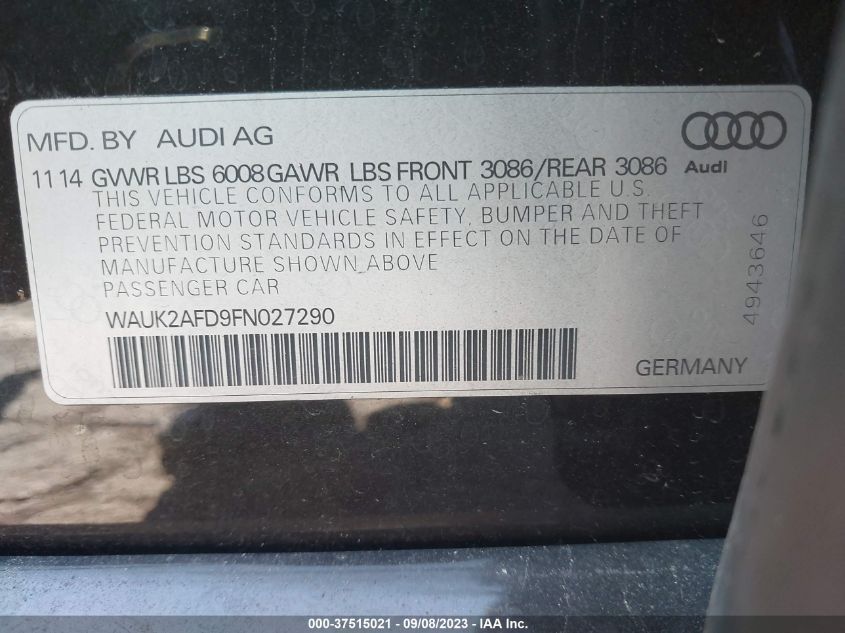 MFD. BY AUDI AG
Audi
11 14 GVWR LBS 6008 GAWR LBS FRONT 3086/REAR 3086
THIS VEHICLE CONFORMS TO ALL APPLICABLE U.S.
FEDERAL MOTOR VEHICLE SAFETY, BUMPER AND THEFT
PREVENTION STANDARDS IN EFFECT ON THE DATE OF
MANUFACTURE SHOWN ABOVE
PASSENGER CAR
WAUK2AFD9FN027290
4943646
GERMANY
000-37515021 - 09/08/2023 - IAA Inc.